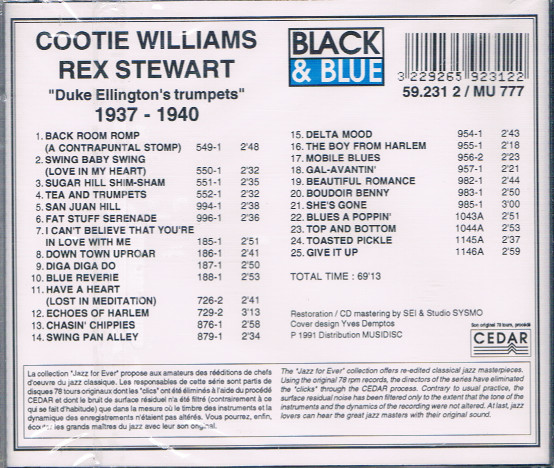 COOTIE WILLIAMS
REX STEWART
"Duke Ellington's trumpets"
1937 - 1940
BLACK
& BLUE
3 229265 923122
59.231 2 / MU 777
1. BACK ROOM ROMP
(A CONTRAPUNTAL STOMP) 549-1 2'48
2. SWING BABY SWING
(LOVE IN MY HEART) 550-1 2'32
3. SUGAR HILL SHIM-SHAM 551-1 2'35
4. TEA AND TRUMPETS 552-1 2'32
5. SAN JUAN HILL 994-1 2'38
6. FAT STUFF SERENADE 996-1 2'36
7. I CAN'T BELIEVE THAT YOU'RE
IN LOVE WITH ME 185-1 2'51
8. DOWN TOWN UPROAR 186-1 2'41
9. DIGA DIGA DO 187-1 2'50
10. BLUE REVERIE 188-1 2'53
11. HAVE A HEART
(LOST IN MEDITATION) 726-2 2'41
12. ECHOES OF HARLEM 729-2 3'13
13. CHASIN' CHIPPIES 876-1 2'58
14. SWING PAN ALLEY 879-1 2'34
15. DELTA MOOD 954-1 2'43
16. THE BOY FROM HARLEM 955-1 2'18
17. MOBILE BLUES 956-2 2'23
18. GAL-AVANTIN' 957-1 2'21
19. BEAUTIFUL ROMANCE 982-1 2'44
20. BOUDOIR BENNY 983-1 2'50
21. SHE'S GONE 985-1 3'00
22. BLUES A POPPIN' 1043A 2'51
23. TOP AND BOTTOM 1044A 2'53
24. TOASTED PICKLE 1145A 2'37
25. GIVE IT UP 1146A 2'59
TOTAL TIME : 69'13
Restoration / CD mastering by SEI & Studio SYSMO
Cover design Yves Demptos
P 1991 Distribution MUSIDISC
Son original 78 tours, procédé
CEDAR
La collection "Jazz for Ever" propose aux amateurs des rééditions de chefs
d'oeuvre du jazz classique. Les responsables de cette série sont partis de
disques 78 tours originaux dont les "clics" ont été éliminés à l'aide du procédé
CEDAR et dont le bruit de surface résiduel n'a été filtré (contrairement à ce
qui se fait d'habitude) que dans la mesure où le timbre des instruments et la
dynamique des enregistrements n'étaient pas altérés. Vous pourrez, enfin,
écouter les grands maîtres du jazz avec leur son original.
The "Jazz for Ever" collection offers re-edited classical jazz masterpieces.
Using the original 78 rpm records, the directors of the series have eliminated
the "clicks" through the CEDAR process. Contrary to usual practice, the
surface residual noise has been filtered only to the extent that the tone of the
instruments and the dynamics of the recording were not altered. At last, jazz
lovers can hear the great jazz masters with their original sound.